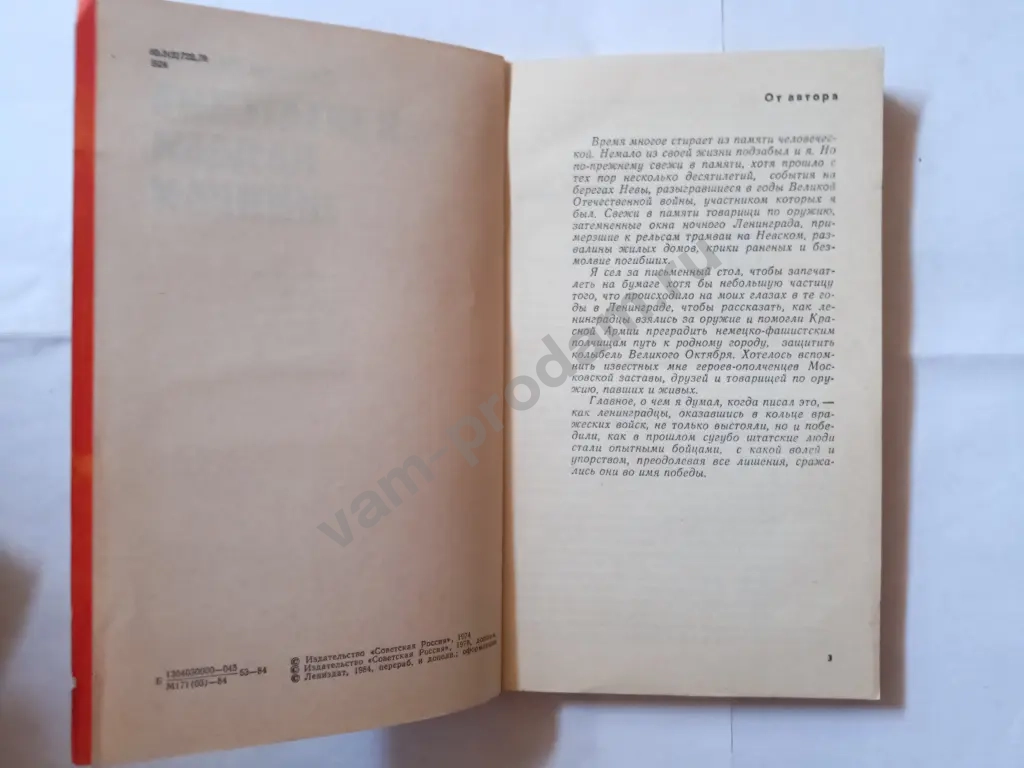 Б 1304030000—043 53—84
М171(03)—84
© Издательство «Советская Россия», 1974
© Издательство «Советская Россия», 1978,
© Лениздат, 1984, перераб. и допол.; оформление
От автора
Время многое стирает из памяти человечес-
кой. Немало из своей жизни подзабыл и я. Но
по-прежнему свежи в памяти, хотя прошло с
тех пор несколько десятилетий, события на
берегах Невы, разыгравшиеся в годы Великой
Отечественной войны, участником которых я
был. Свежи в памяти товарищи по оружию,
затемненные окна ночного Ленинграда, при-
мерзшие к рельсам трамваи на Невском, раз-
валины жилых домов, крики раненых и без-
молвие погибших.
Я сел за письменный стол, чтобы запечат-
леть на бумаге хотя бы небольшую частицу
того, что происходило на моих глазах в те го-
ды в Ленинграде, чтобы рассказать, как ле-
нинградцы взялись за оружие и помогли Кра-
сной Армии преградить немецко-фашистским
полчищам путь к родному городу, защитить
колыбель Великого Октября. Хотелось вспом-
нить известных мне героев-ополченцев Мос-
ковской заставы, друзей и товарищей по ору-
жию, павших и живых.
Главное, о чем я думал, когда писал это, —
как ленинградцы, оказавшись в кольце вра-
жеских войск, не только выстояли, но и побе-
дили, как в прошлом сугубо штатские люди
стали опытными бойцами, с какой волей и
упорством, преодолевая все лишения, сража-
лись они во имя победы.
3
vam-prodam.ru